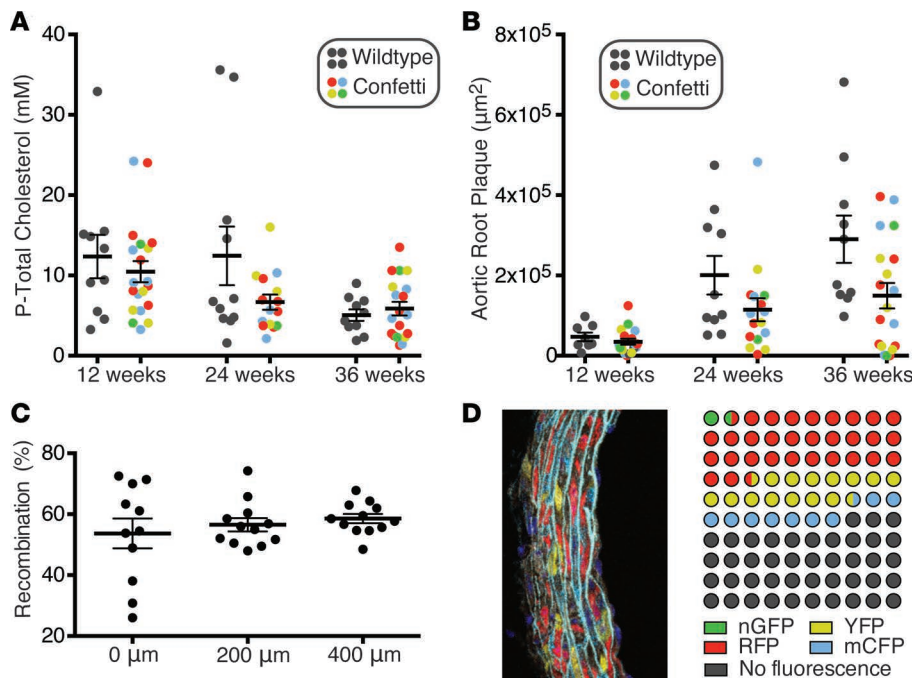 A
P-Total Cholesterol (mM)
40
30
20
10
0
Wildtype
Confetti
12 weeks
24 weeks
36 weeks
B
Aortic Root Plaque (µm²)
8x10⁵
6x10⁵
4x10⁵
2x10⁵
0
Wildtype
Confetti
12 weeks
24 weeks
36 weeks
C
Recombination (%)
80
60
40
20
0 µm
200 µm
400 µm
D
nGFP
YFP
RFP
mCFP
No fluorescence